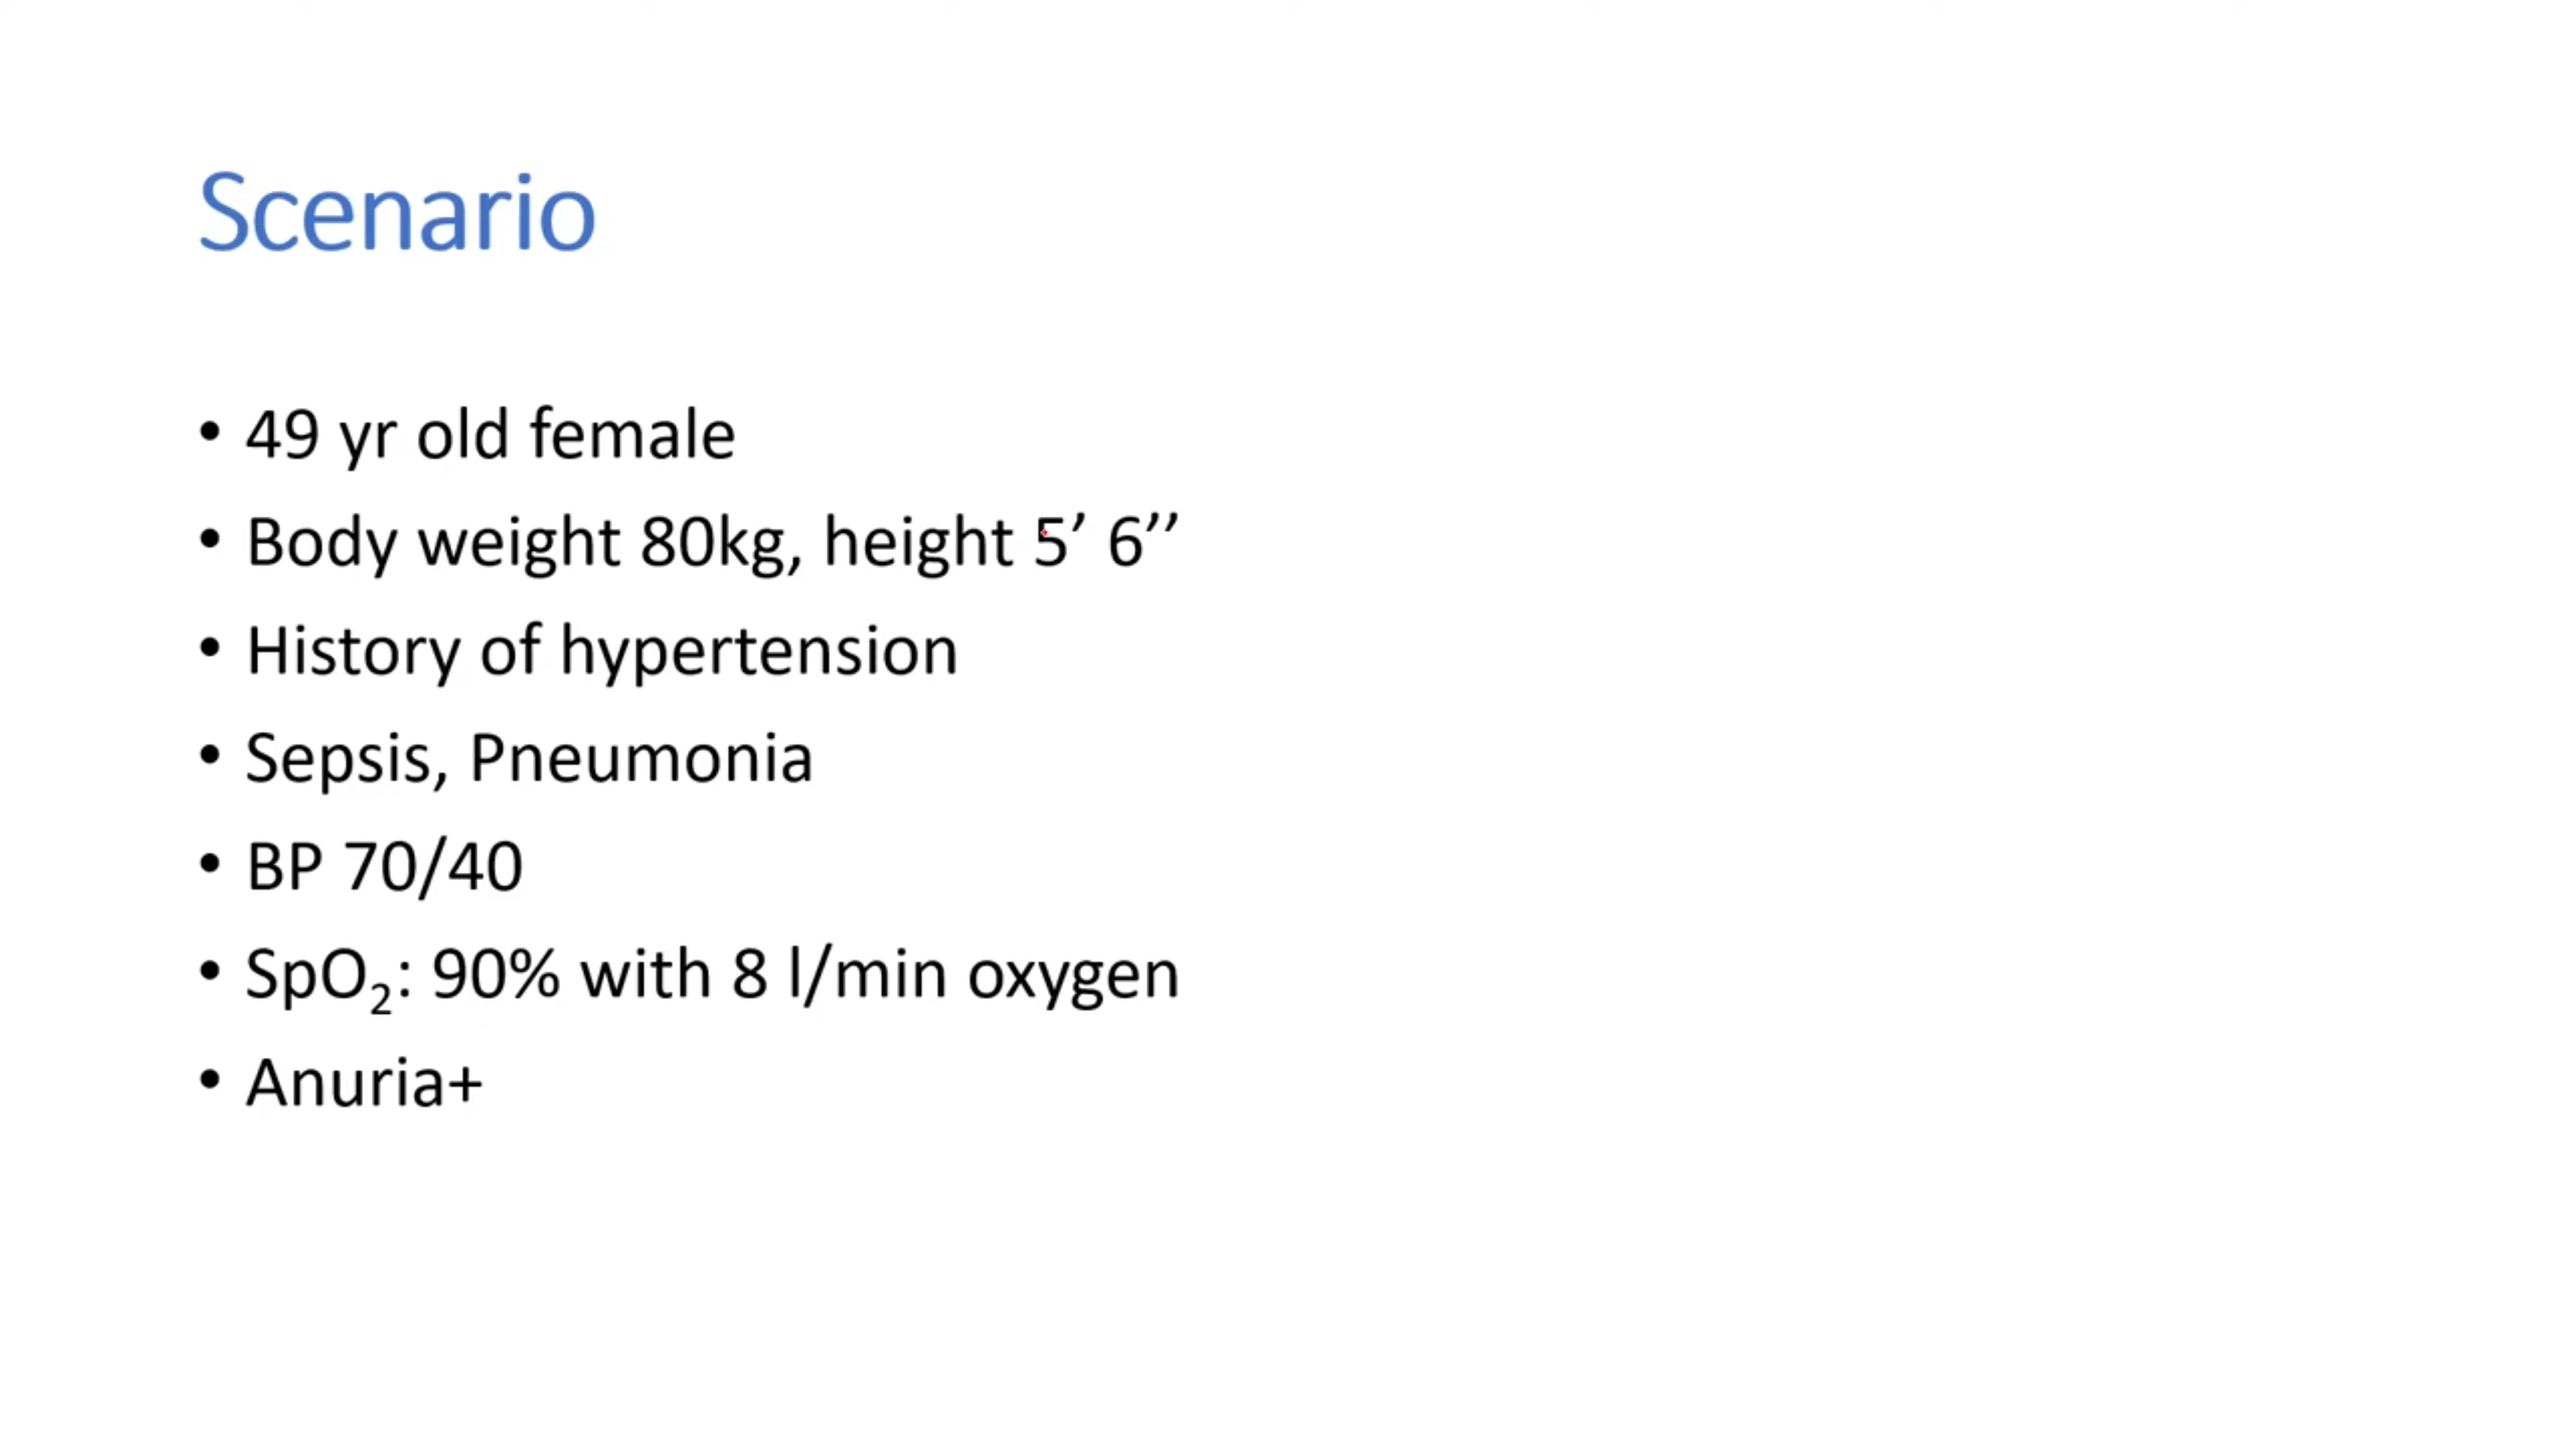 Scenario
• 49 yr old female
• Body weight 80kg, height 5’ 6’’
• History of hypertension
• Sepsis, Pneumonia
• BP 70/40
• SpO₂: 90% with 8 l/min oxygen
• Anuria+